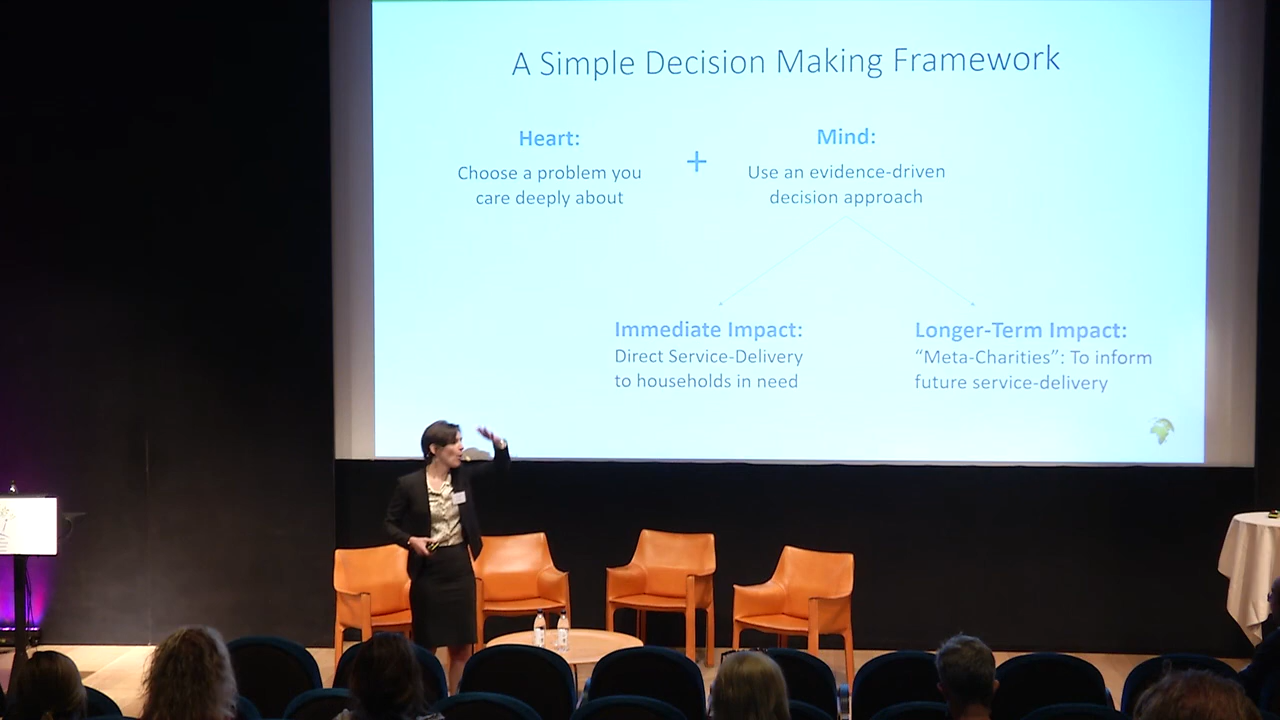 A Simple Decision Making Framework
Heart:
Choose a problem you
care deeply about
+
Mind:
Use an evidence-driven
decision approach
Immediate Impact:
Direct Service-Delivery
to households in need
Longer-Term Impact:
“Meta-Charities”: To inform
future service-delivery